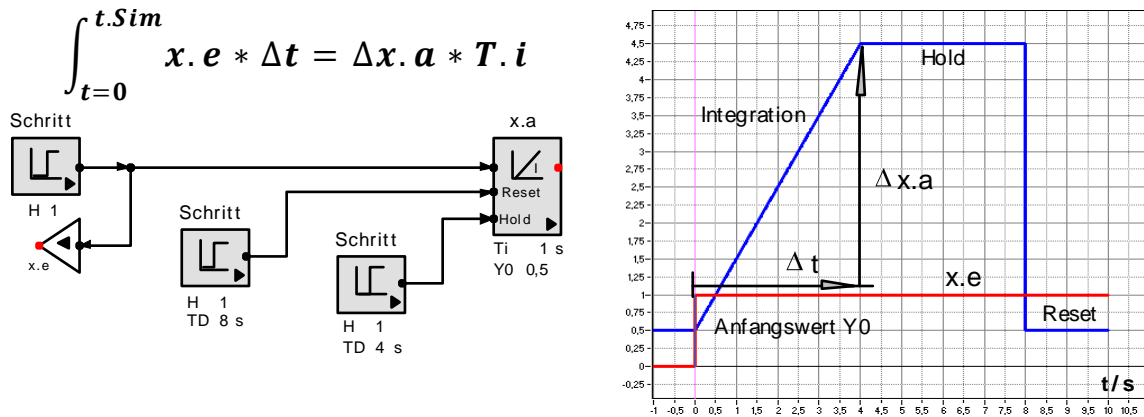 ∫ t=0 t.Sim x.e * Δt = Δx.a * T.i
Schritt
H 1
x.e
Schritt
H 1
TD 8 s
Schritt
H 1
TD 4 s
x.a
I
Reset
Hold
Ti 1 s
Y0 0,5
4,75
4,5
4,25
4
3,75
3,5
3,25
3
2,75
2,5
2,25
2
1,75
1,5
1,25
1
0,75
0,5
0,25
0
-0,25
Hold
Integration
Δ x.a
Δ t
x.e
Anfangswert Y0
Reset
t/s
-1 -0,5 0 0,5 1 1,5 2 2,5 3 3,5 4 4,5 5 5,5 6 6,5 7 7,5 8 8,5 9 9,5 10 10,5